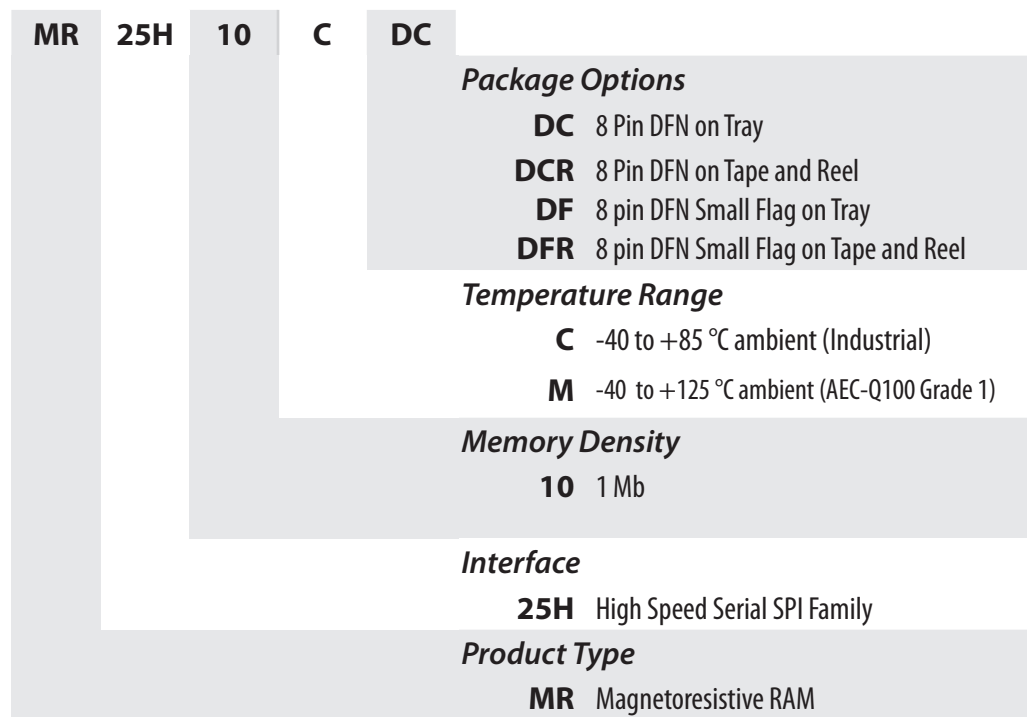 MR 25H 10 C DC
Package Options
DC 8 Pin DFN on Tray
DCR 8 Pin DFN on Tape and Reel
DF 8 pin DFN Small Flag on Tray
DFR 8 pin DFN Small Flag on Tape and Reel
Temperature Range
C -40 to +85 °C ambient (Industrial)
M -40 to +125 °C ambient (AEC-Q100 Grade 1)
Memory Density
10 1 Mb
Interface
25H High Speed Serial SPI Family
Product Type
MR Magnetoresistive RAM